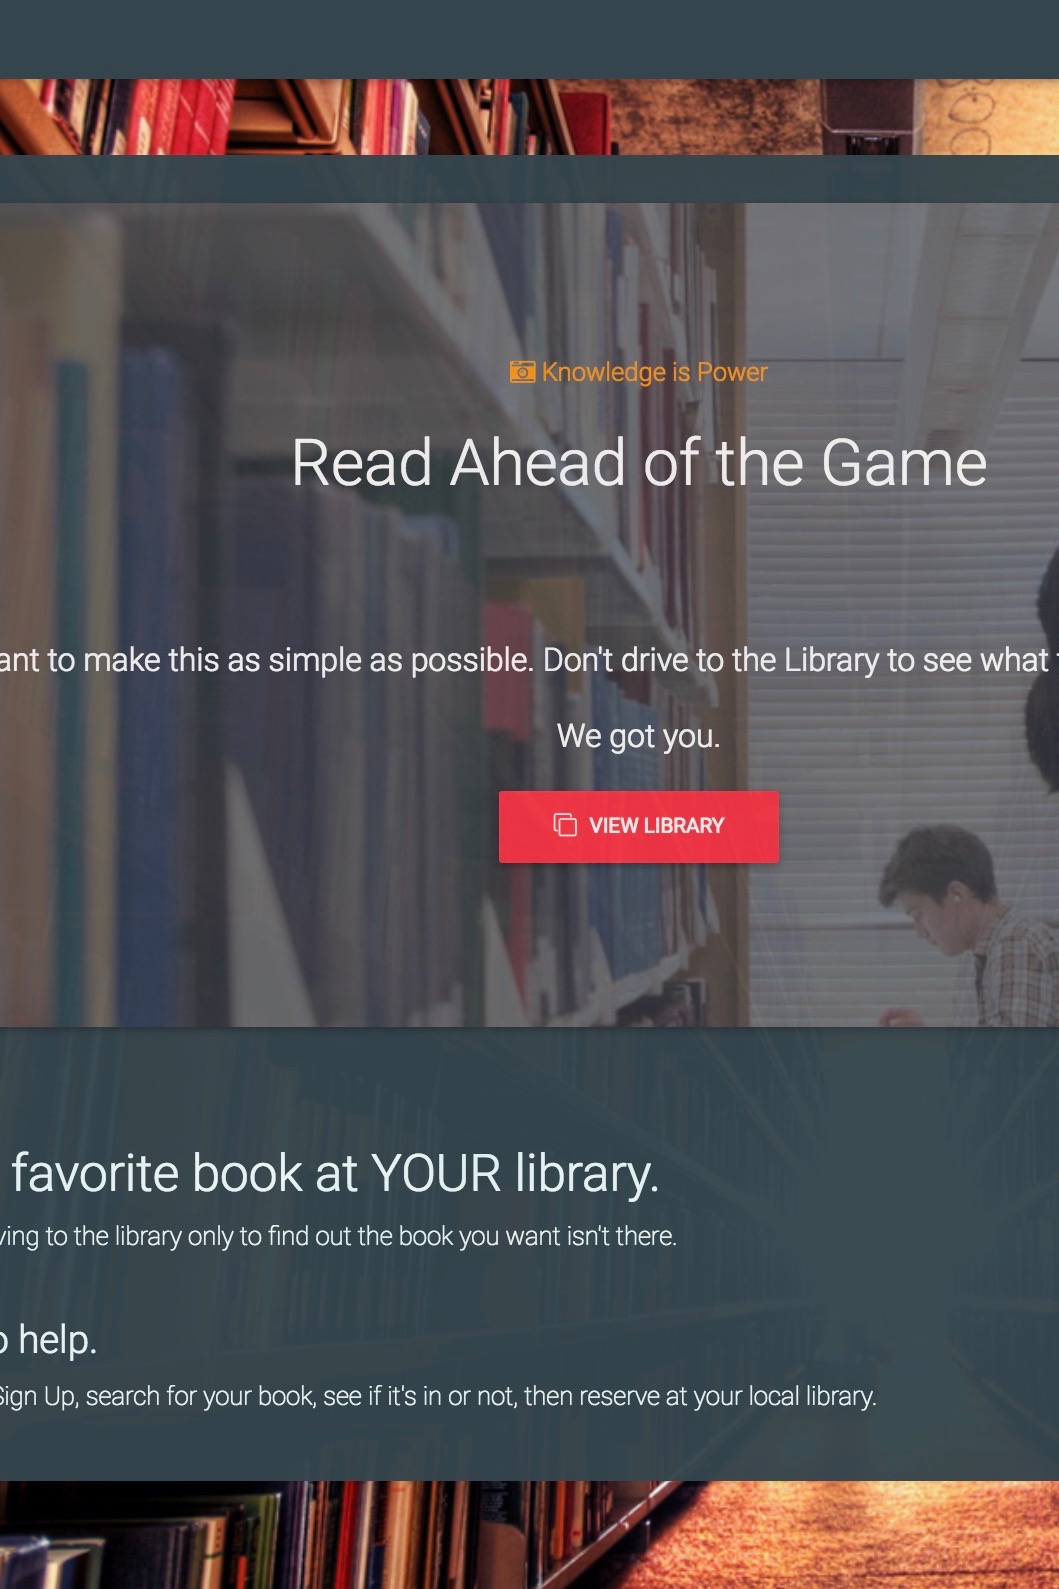 Knowledge is Power
Read Ahead of the Game
to make this as simple as possible. Don't drive to the Library to see what
We got you.
VIEW LIBRARY
favorite book at YOUR library.
to the library only to find out the book you want isn't there.
help.
Sign Up, search for your book, see if it's in or not, then reserve at your local library.